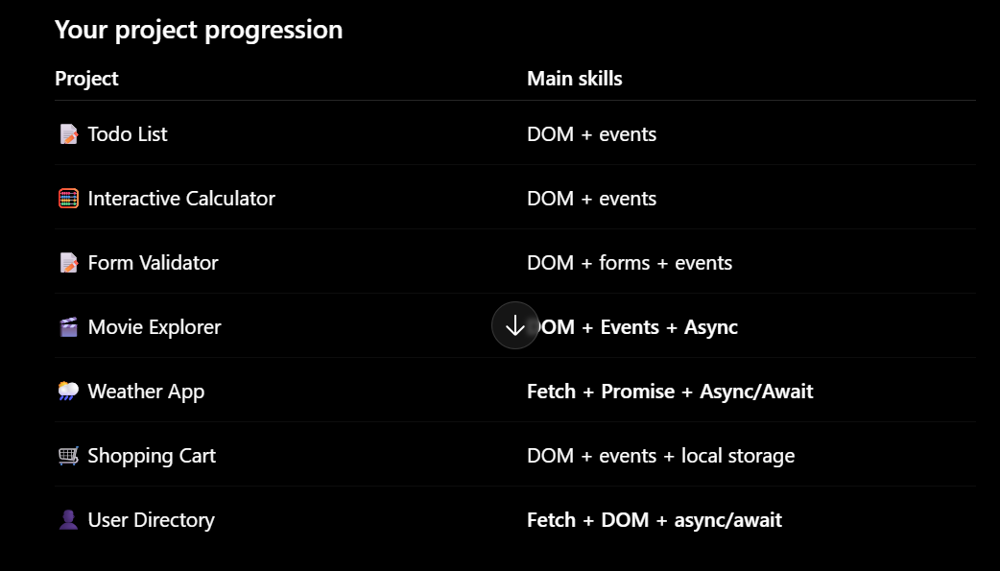 Your project progression
Project Main skills
Todo List DOM + events
Interactive Calculator DOM + events
Form Validator DOM + forms + events
Movie Explorer DOM + Events + Async
Weather App Fetch + Promise + Async/Await
Shopping Cart DOM + events + local storage
User Directory Fetch + DOM + async/await